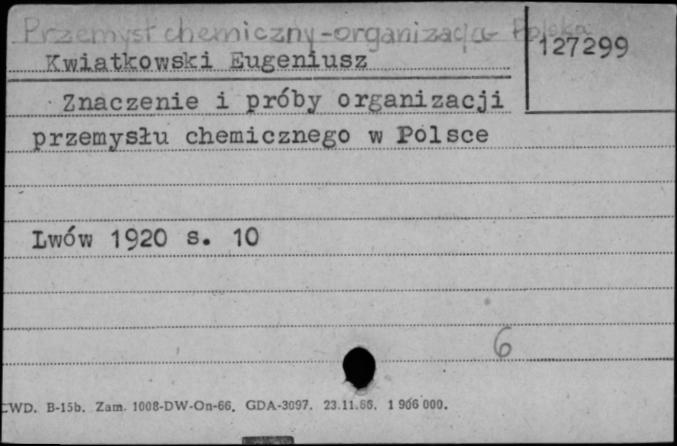 Przemysł chemiczny-organizacja- Polska
127299
Kwiatkowski Eugeniusz
Znaczenie i próby organizacji
przemysłu chemicznego w Polsce
Lwów 1920 s. 10
6
CWD. B-15b. Zam. 1008-DW-On-66. GDA-3097. 23.11.66. 1 906 000.